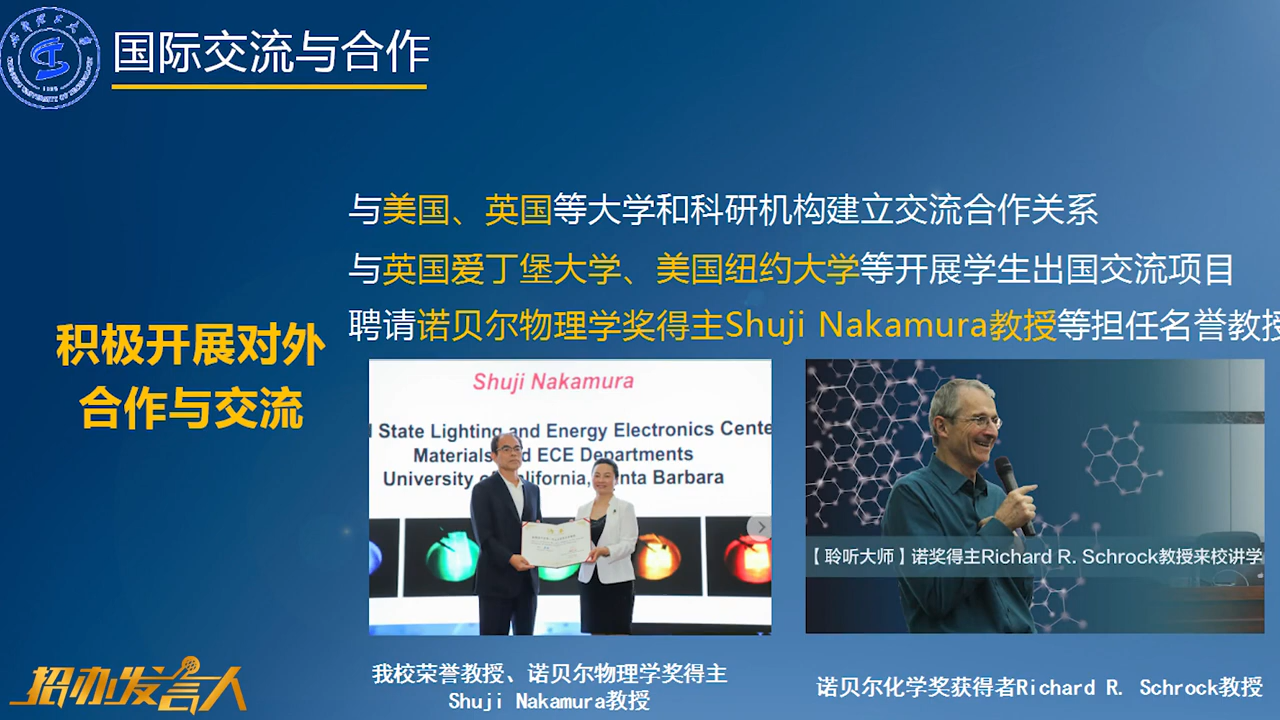 国际交流与合作
与美国、英国等大学和科研机构建立交流合作关系
与英国爱丁堡大学、美国纽约大学等开展学生出国交流项目
聘请诺贝尔物理学奖得主Shuji Nakamura教授等担任名誉教授
积极开展对外
合作与交流
Shuji Nakamura
State Lighting and Energy Electronics Cente
Materials and ECE Departments
University of California, Santa Barbara
【聆听大师】诺奖得主Richard R. Schrock教授来校讲学
我校荣誉教授、诺贝尔物理学奖得主
Shuji Nakamura教授
诺贝尔化学奖获得者Richard R. Schrock教授
招办发言人